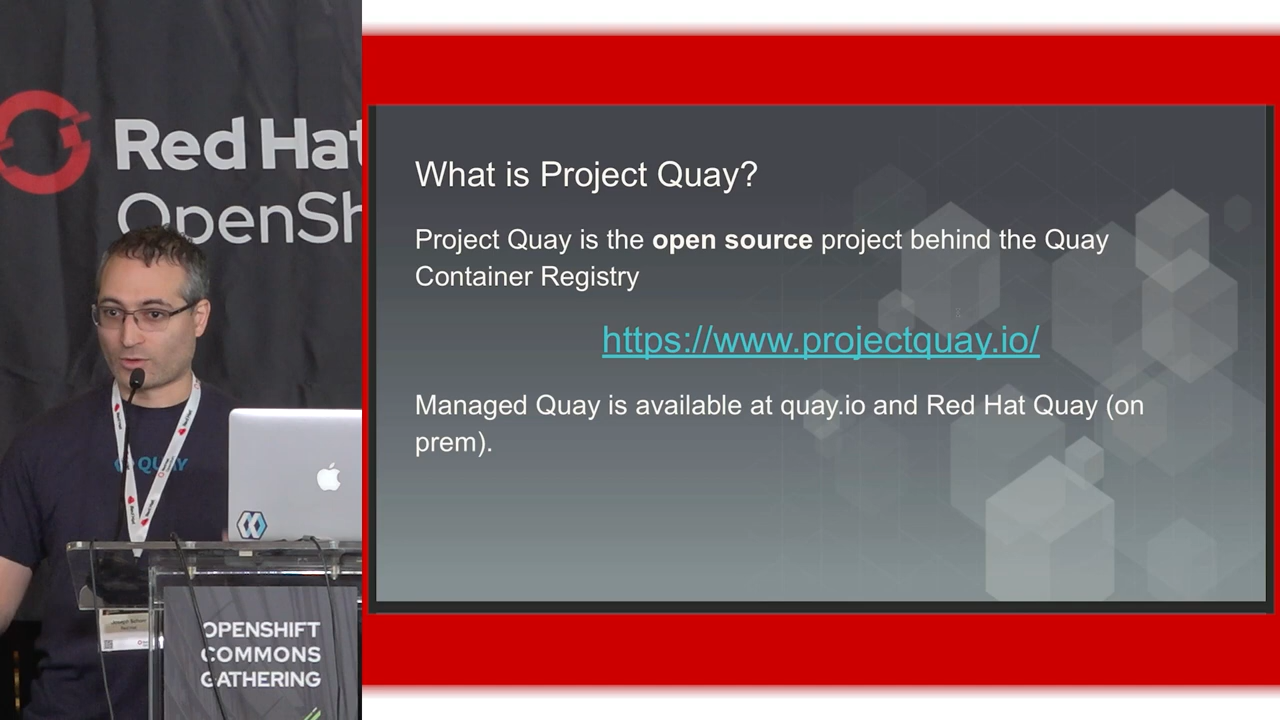 Red Hat
OpenSh
QUAY
OPENSHIFT
COMMONS
GATHERING
What is Project Quay?
Project Quay is the open source project behind the Quay
Container Registry
https://www.projectquay.io/
Managed Quay is available at quay.io and Red Hat Quay (on
prem).